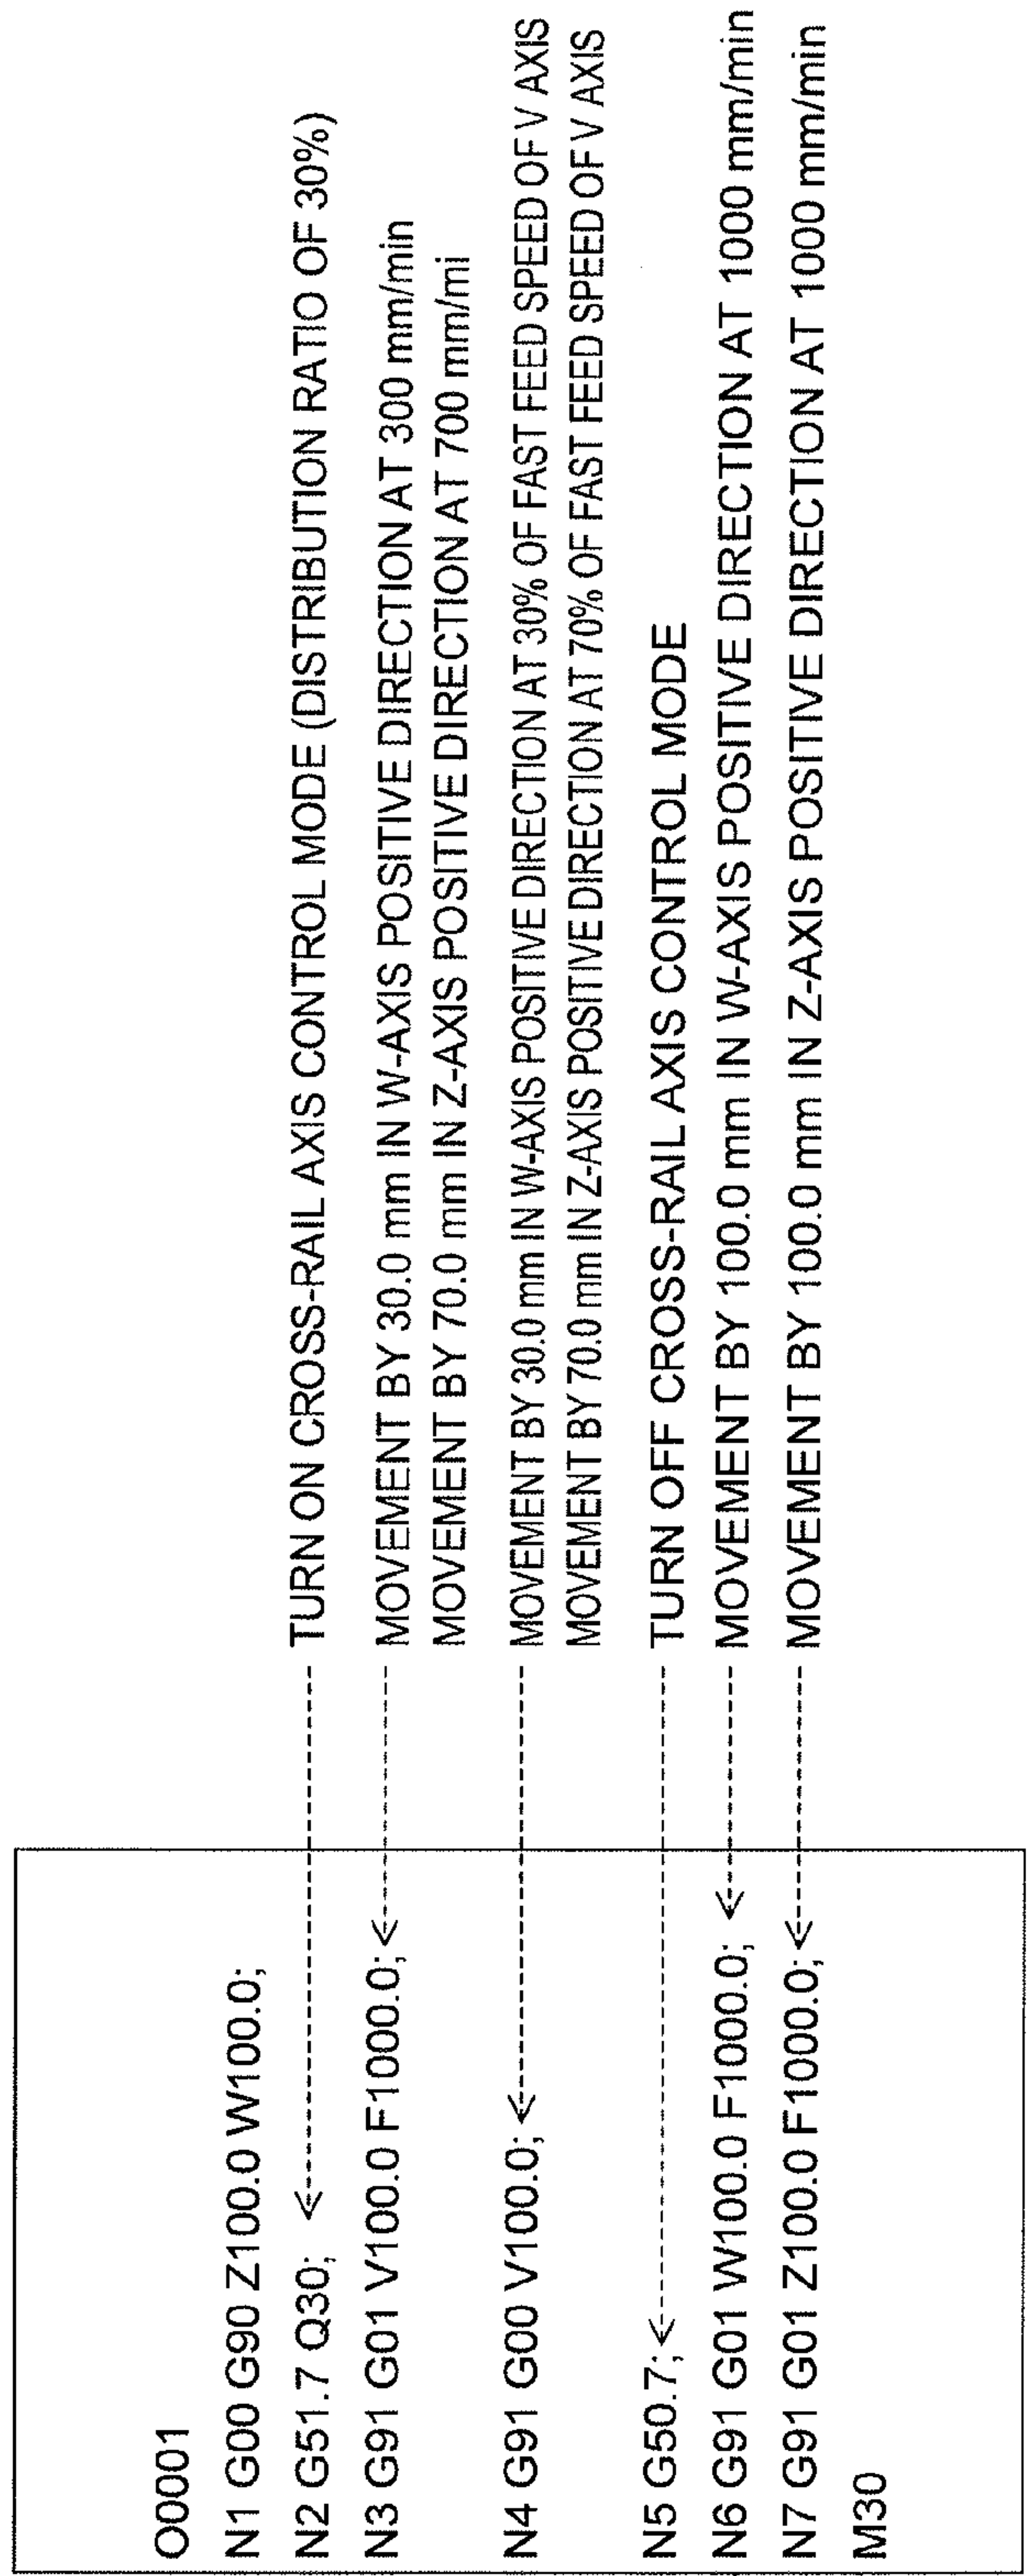 O0001
N1 G00 G90 Z100.0 W100.0;
N2 G51.7 Q30; TURN ON CROSS-RAIL AXIS CONTROL MODE (DISTRIBUTION RATIO OF 30%)
N3 G91 G01 V100.0 F1000.0; MOVEMENT BY 30.0 mm IN W-AXIS POSITIVE DIRECTION AT 300 mm/min
MOVEMENT BY 70.0 mm IN Z-AXIS POSITIVE DIRECTION AT 700 mm/mi
N4 G91 G00 V100.0; MOVEMENT BY 30.0 mm IN W-AXIS POSITIVE DIRECTION AT 30% OF FAST FEED SPEED OF V AXIS
MOVEMENT BY 70.0 mm IN Z-AXIS POSITIVE DIRECTION AT 70% OF FAST FEED SPEED OF V AXIS
N5 G50.7; TURN OFF CROSS-RAIL AXIS CONTROL MODE
N6 G91 G01 W100.0 F1000.0; MOVEMENT BY 100.0 mm IN W-AXIS POSITIVE DIRECTION AT 1000 mm/min
N7 G91 G01 Z100.0 F1000.0; MOVEMENT BY 100.0 mm IN Z-AXIS POSITIVE DIRECTION AT 1000 mm/min
M30